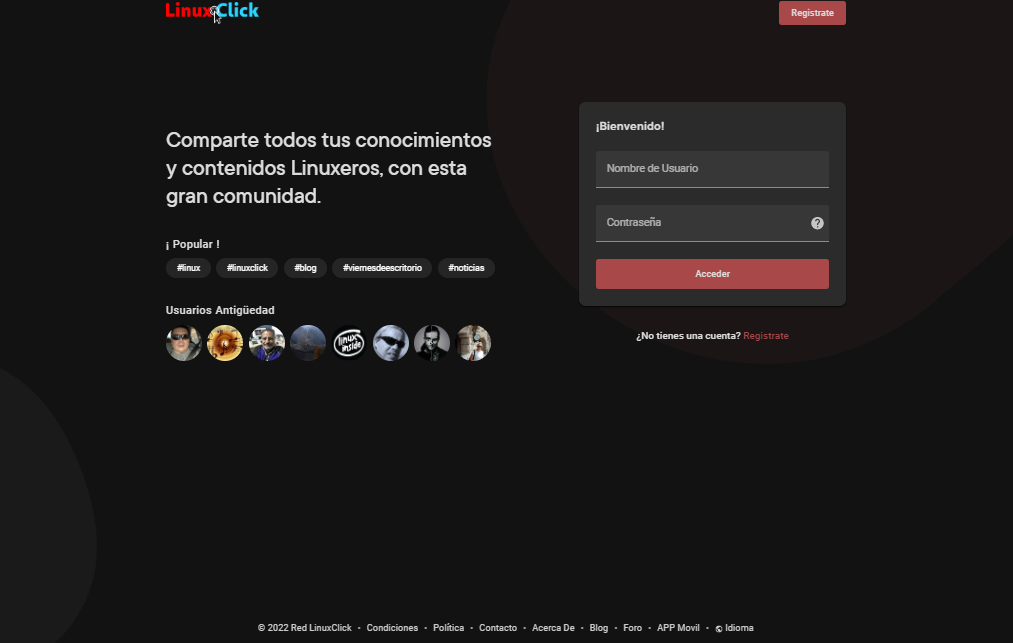 LinuxClick
Registrate
Comparte todos tus conocimientos
y contenidos Linuxeros, con esta
gran comunidad.
¡ Popular !
#linux #linuxclick #blog #viernesdeescritorio #noticias
Usuarios Antigüedad
linux
inside
¡Bienvenido!
Nombre de Usuario
Contraseña
Acceder
¿No tienes una cuenta? Registrate
© 2022 Red LinuxClick • Condiciones • Política • Contacto • Acerca De • Blog • Foro • APP Movil • Idioma